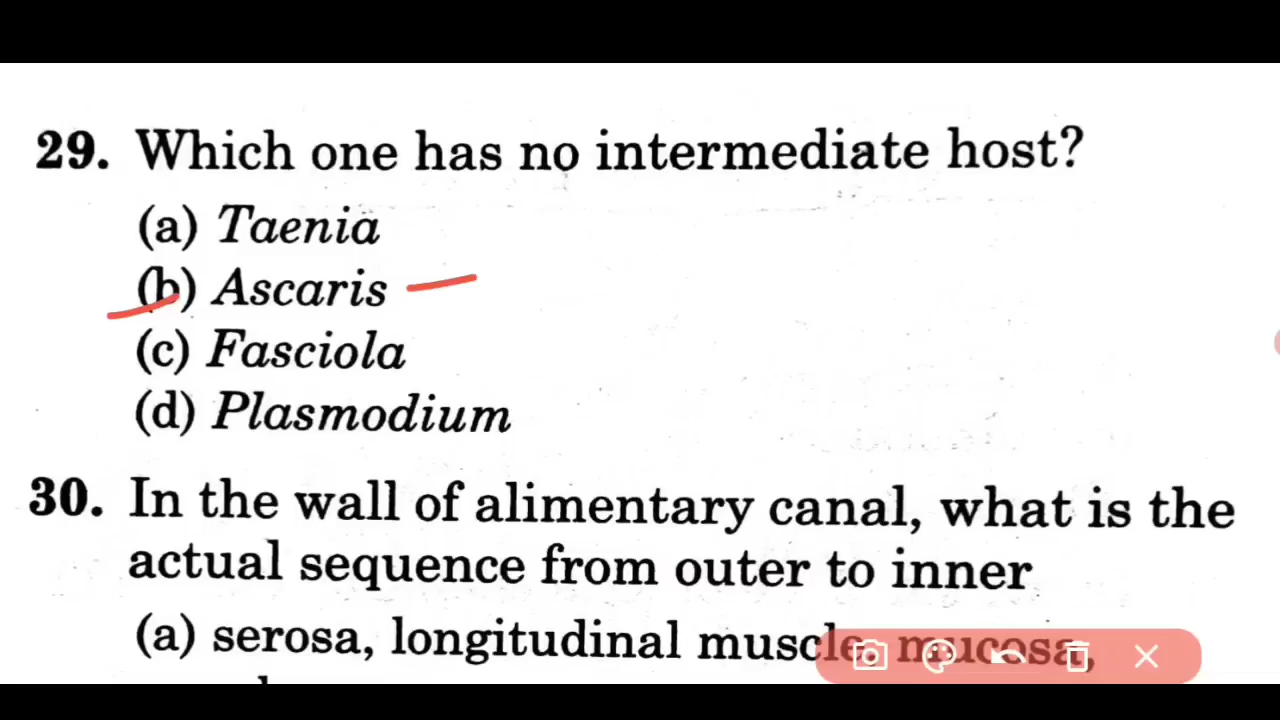 29. Which one has no intermediate host?
(a) Taenia
(b) Ascaris
(c) Fasciola
(d) Plasmodium
30. In the wall of alimentary canal, what is the
actual sequence from outer to inner
(a) serosa, longitudinal muscle, mucosa,